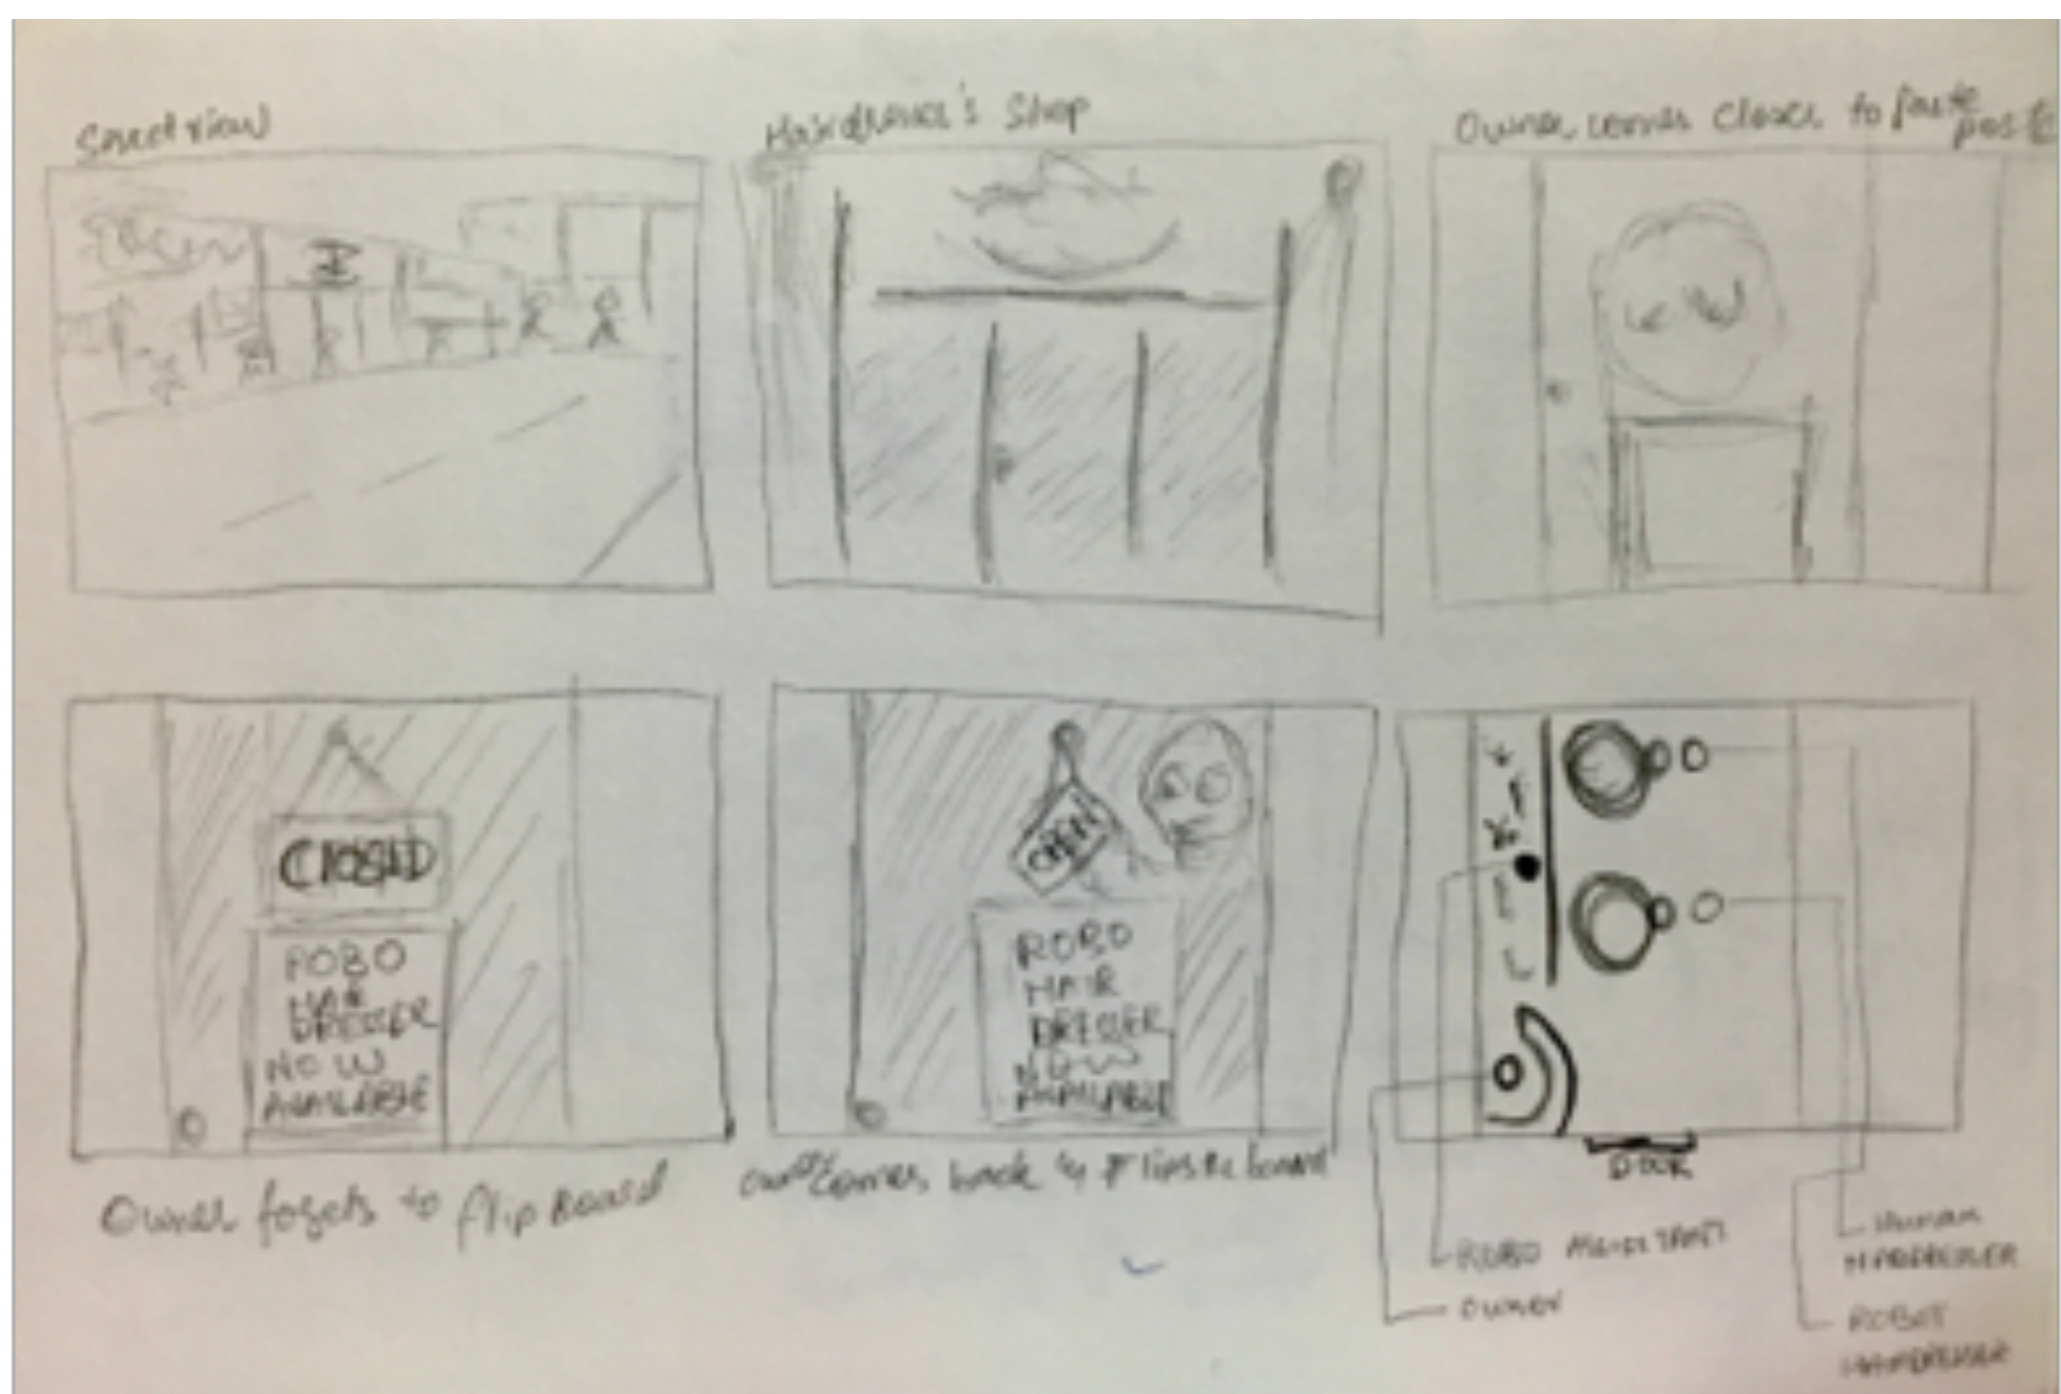 Street view
Hairdresser's Shop
Owner comes closer to paste
poster
CLOSED
ROBO
HAIR
DRESSER
NOW
AVAILABLE
Owner forgets to flip Board
OPEN
ROBO
HAIR
DRESSER
NOW
AVAILABLE
owner comes back & Flips the board
DOOR
ROBO ASSISTANT
OWNER
HUMAN
HAIRDRESSER
ROBOT
HAIRDRESSER